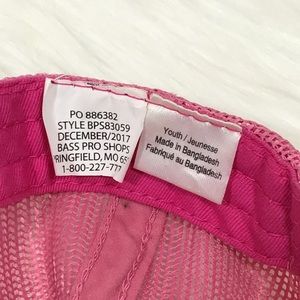 PO 886382
STYLE BPS83059
DECEMBER/2017
BASS PRO SHOPS
RINGFIELD, MO 65
1-800-227-77
Youth / Jeunesse
Made in Bangladesh
Fabriqué au Bangladesh